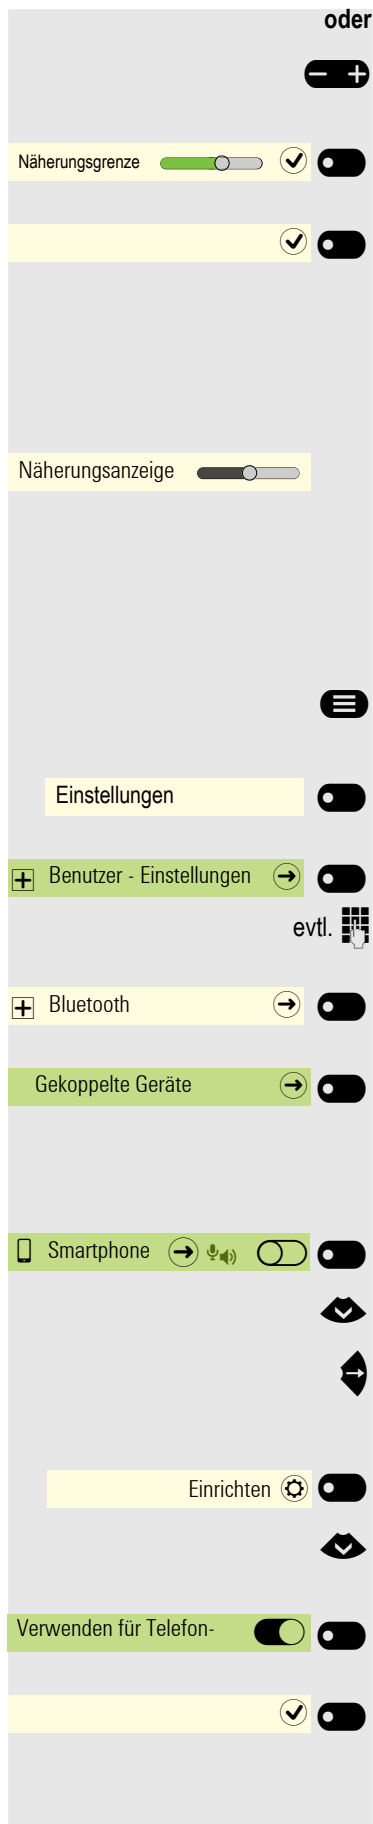 oder
Näherungsgrenze
Näherungsanzeige
Einstellungen
Benutzer - Einstellungen
evtl.
Bluetooth
Gekoppelte Geräte
Smartphone
Einrichten
Verwenden für Telefon-